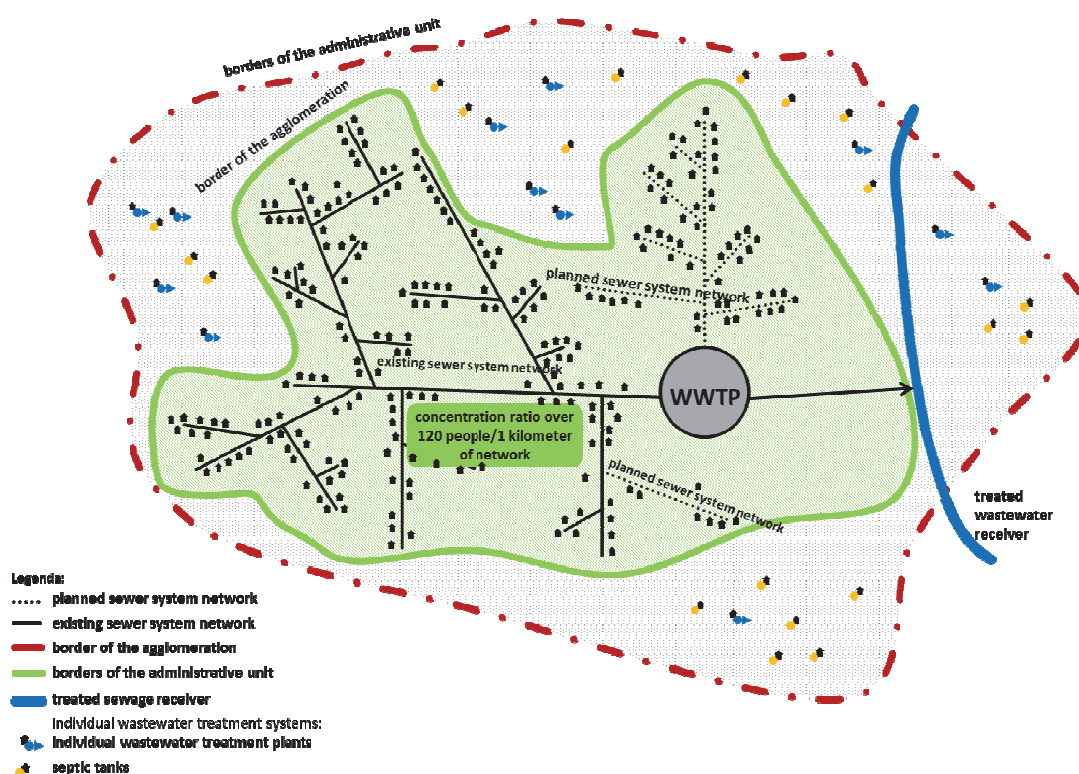 borders of the administrative unit
border of the agglomeration
planned sewer system network
existing sewer system network
WWTP
concentration ratio over
120 people/1 kilometer
of network
planned sewer system network
treated
wastewater
receiver
Legenda:
planned sewer system network
existing sewer system network
border of the agglomeration
borders of the administrative unit
treated sewage receiver
Individual wastewater treatment systems:
individual wastewater treatment plants
septic tanks